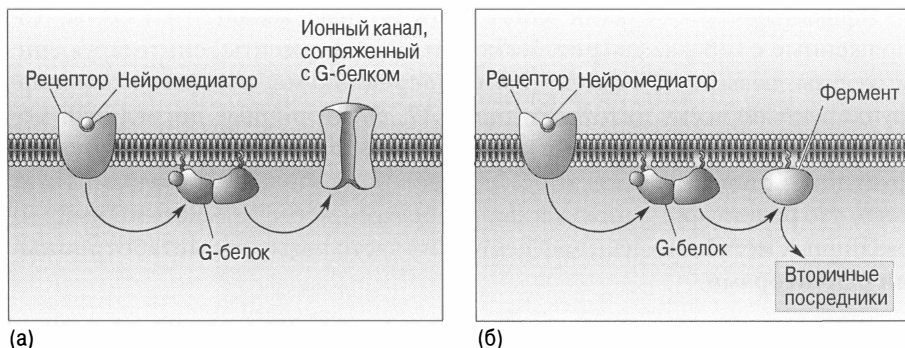 Ионный канал,
сопряженный
с G-белком
Рецептор Нейромедиатор
G-белок
(а)
Рецептор Нейромедиатор
Фермент
G-белок
Вторичные
посредники
(б)